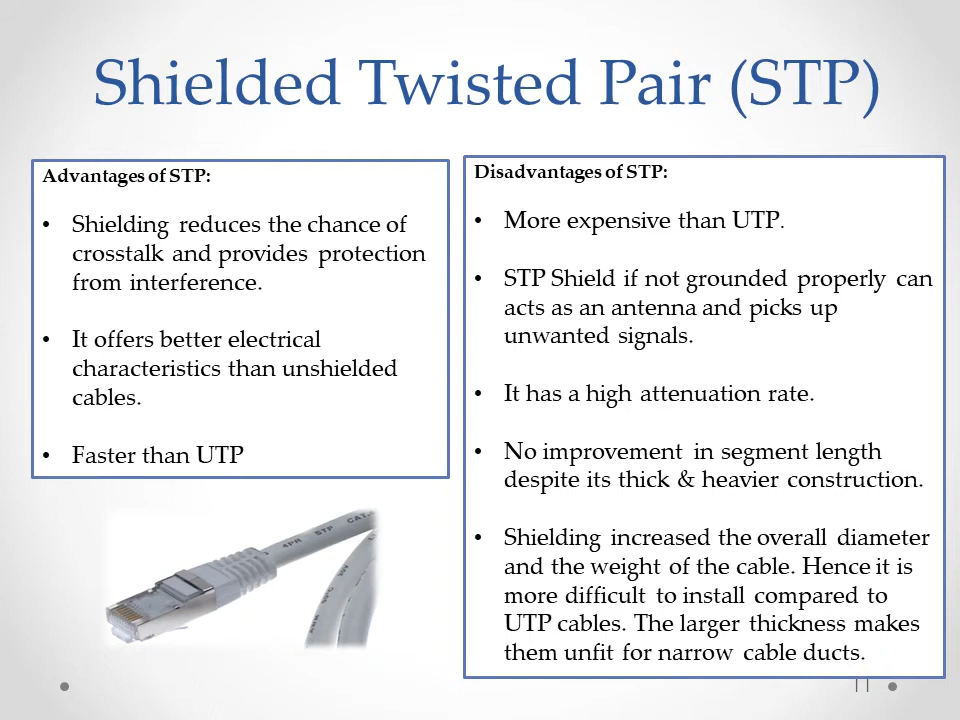 Shielded Twisted Pair (STP)
Advantages of STP:
• Shielding reduces the chance of
crosstalk and provides protection
from interference.
• It offers better electrical
characteristics than unshielded
cables.
• Faster than UTP
Disadvantages of STP:
• More expensive than UTP.
• STP Shield if not grounded properly can
acts as an antenna and picks up
unwanted signals.
• It has a high attenuation rate.
• No improvement in segment length
despite its thick & heavier construction.
• Shielding increased the overall diameter
and the weight of the cable. Hence it is
more difficult to install compared to
UTP cables. The larger thickness makes
them unfit for narrow cable ducts.
4PR STP CAT.
11